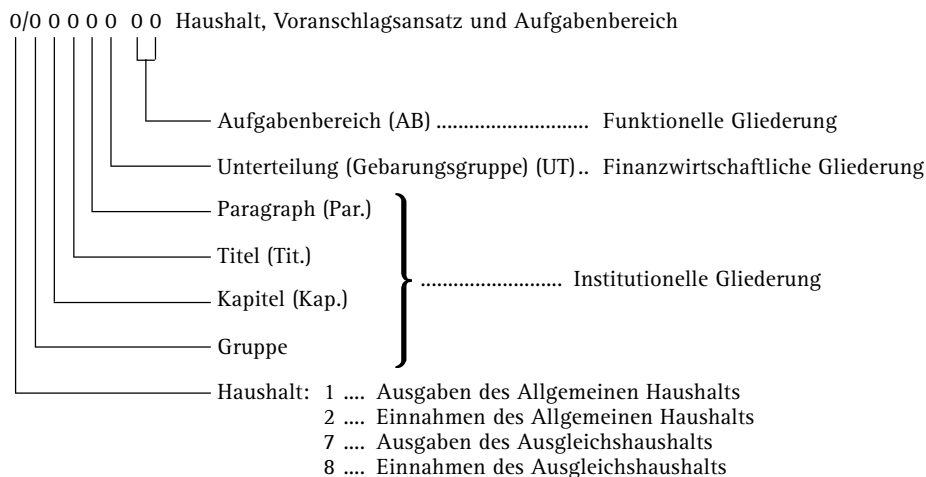 0/0 0 0 0 0 0 0 Haushalt, Voranschlagsansatz und Aufgabenbereich
Aufgabenbereich (AB) ............................ Funktionelle Gliederung
Unterteilung (Gebarungsgruppe) (UT).. Finanzwirtschaftliche Gliederung
Paragraph (Par.)
Titel (Tit.)
.......................... Institutionelle Gliederung
Kapitel (Kap.)
Gruppe
Haushalt: 1 .... Ausgaben des Allgemeinen Haushalts
2 .... Einnahmen des Allgemeinen Haushalts
7 .... Ausgaben des Ausgleichshaushalts
8 .... Einnahmen des Ausgleichshaushalts